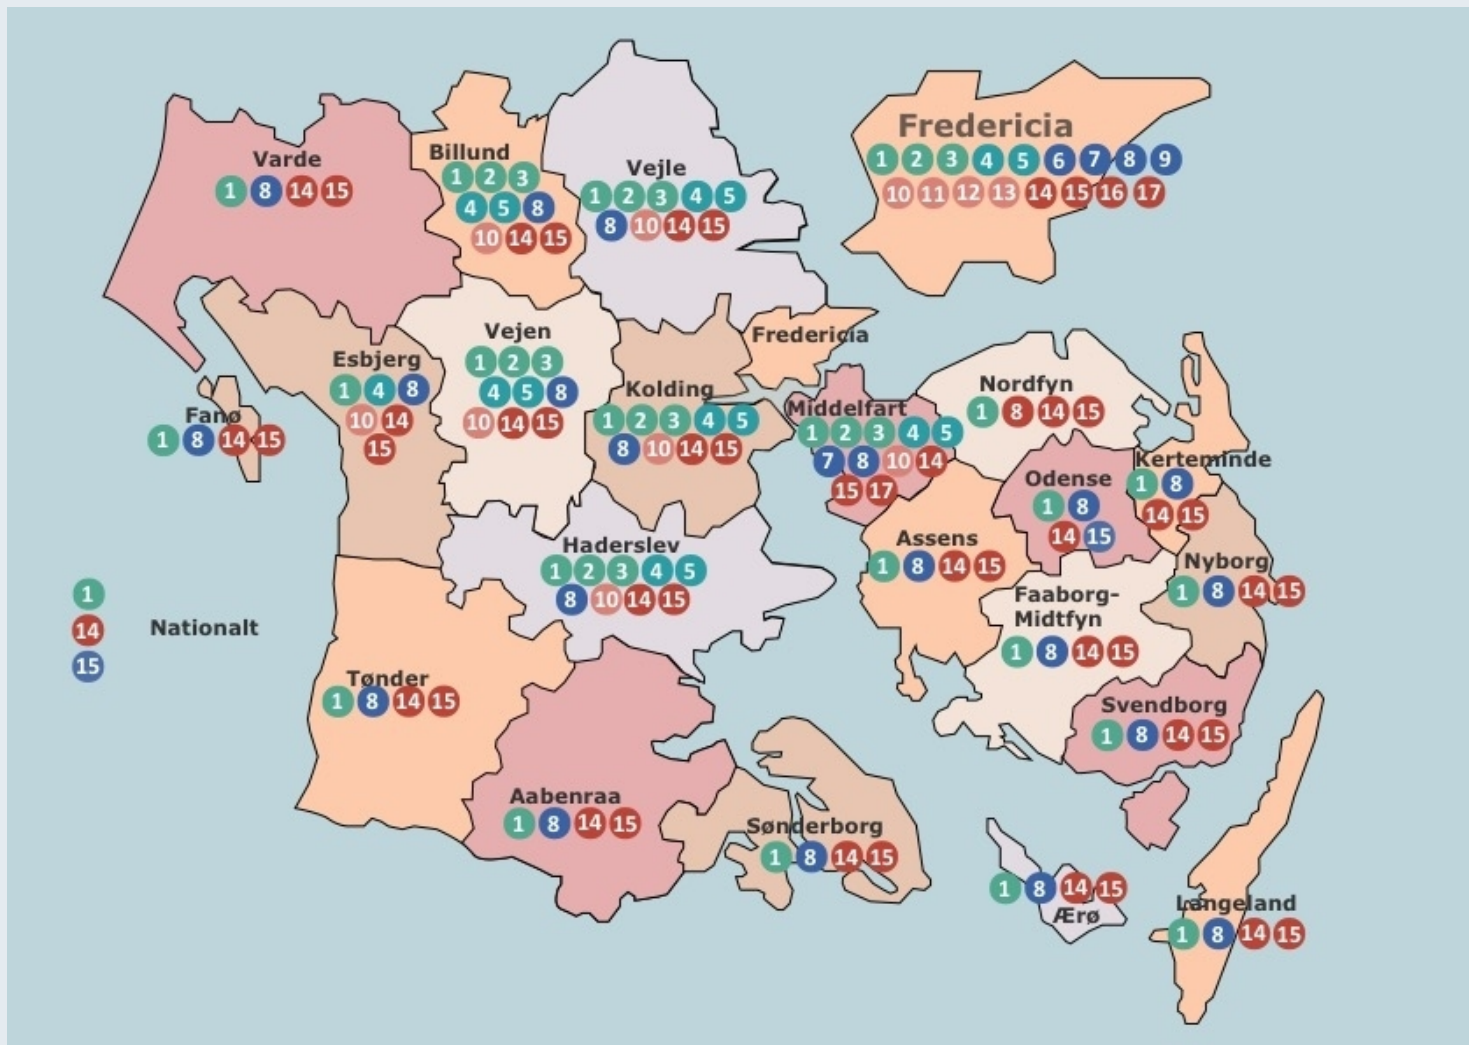 Varde
1 8 14 15
Billund
1 2 3
4 5 8
10 14 15
Vejle
1 2 3 4 5
8 10 14 15
Fredericia
1 2 3 4 5 6 7 8 9
10 11 12 13 14 15 16 17
Esbjerg
1 4 8
10 14
15
Fanø
1 8 14 15
Vejen
1 2 3
4 5 8
10 14 15
Fredericia
Kolding
1 2 3 4 5
8 10 14 15
Middelfart
1 2 3 4 5
7 8 10 14
15 17
Nordfyn
1 8 14 15
Kerteminde
1 8
14 15
Odense
1 8
14 15
Assens
1 8 14 15
Nyborg
1 8 14 15
Haderslev
1 2 3 4 5
8 10 14 15
Faaborg-
Midtfyn
1 8 14 15
1
14
15
Nationalt
Tønder
1 8 14 15
Svendborg
1 8 14 15
Aabenraa
1 8 14 15
Sønderborg
1 8 14 15
1 8 14 15
Ærø
Langeland
1 8 14 15